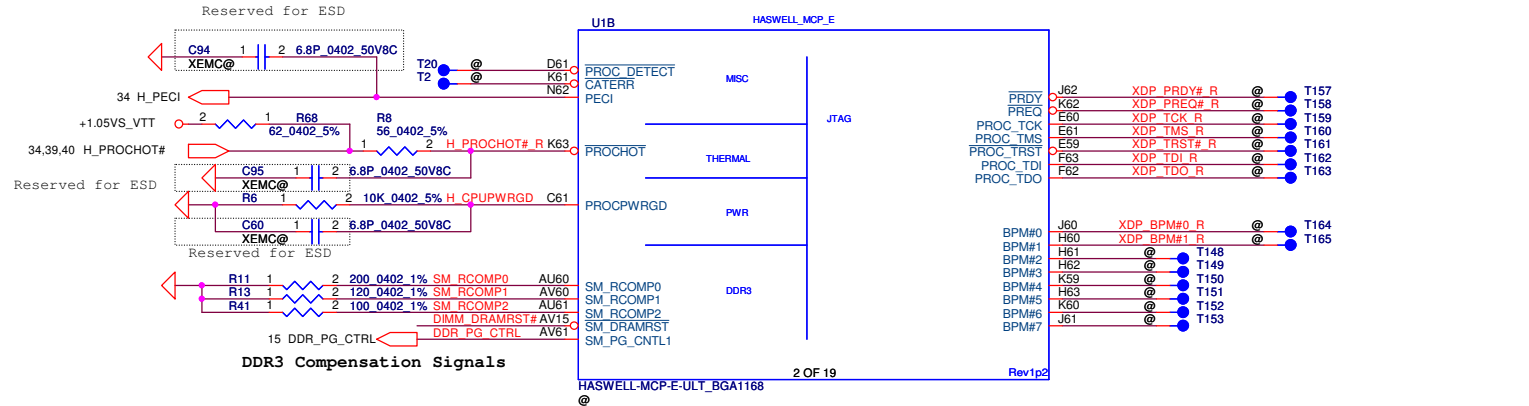 Reserved for ESD
U1B
HASWELL_MCP_E
C94 1 2 6.8P_0402_50V8C
XEMC@
T20 @ D61 PROC_DETECT
T2 @ K61 CATERR
MISC
34 H_PECI N62 PECI
J62 PRDY XDP_PRDY#_R @ T157
K62 PREQ XDP_PREQ#_R @ T158
+1.05VS_VTT 2 1 R68
62_0402_5%
R8
56_0402_5%
JTAG
E60 PROC_TCK XDP_TCK_R @ T159
E61 PROC_TMS XDP_TMS_R @ T160
34,39,40 H_PROCHOT# 1 2 H_PROCHOT#_R K63 PROCHOT
E59 PROC_TRST XDP_TRST#_R @ T161
THERMAL
F63 PROC_TDI XDP_TDI_R @ T162
F62 PROC_TDO XDP_TDO_R @ T163
C95 1 2 6.8P_0402_50V8C
XEMC@
Reserved for ESD
R6 1 2 10K_0402_5% H_CPUPWRGD C61 PROCPWRGD
PWR
C60 1 2 6.8P_0402_50V8C
XEMC@
Reserved for ESD
J60 BPM#0 XDP_BPM#0_R @ T164
H60 BPM#1 XDP_BPM#1_R @ T165
H61 BPM#2 @ T148
H62 BPM#3 @ T149
K59 BPM#4 @ T150
H63 BPM#5 @ T151
K60 BPM#6 @ T152
J61 BPM#7 @ T153
R11 1 2 200_0402_1% SM_RCOMP0 AU60 SM_RCOMP0
R13 1 2 120_0402_1% SM_RCOMP1 AV60 SM_RCOMP1
R41 1 2 100_0402_1% SM_RCOMP2 AU61 SM_RCOMP2
DDR3
DIMM_DRAMRST# AV15 SM_DRAMRST
15 DDR_PG_CTRL DDR_PG_CTRL AV61 SM_PG_CNTL1
DDR3 Compensation Signals
2 OF 19
Rev1p2
HASWELL-MCP-E-ULT_BGA1168
@